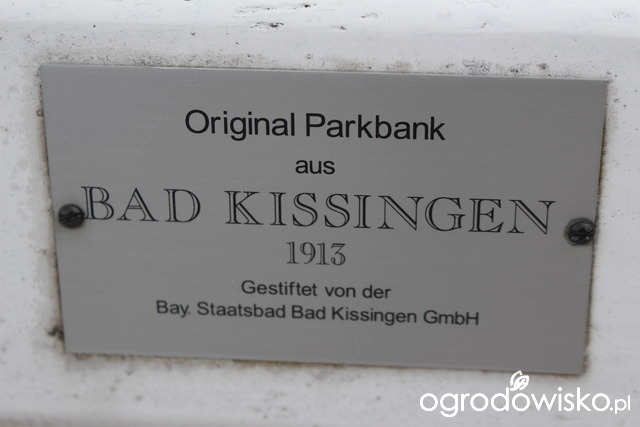 Original Parkbank
aus
BAD KISSINGEN
1913
Gestiftet von der
Bay. Staatsbad Bad Kissingen GmbH
ogrodowisko.pl